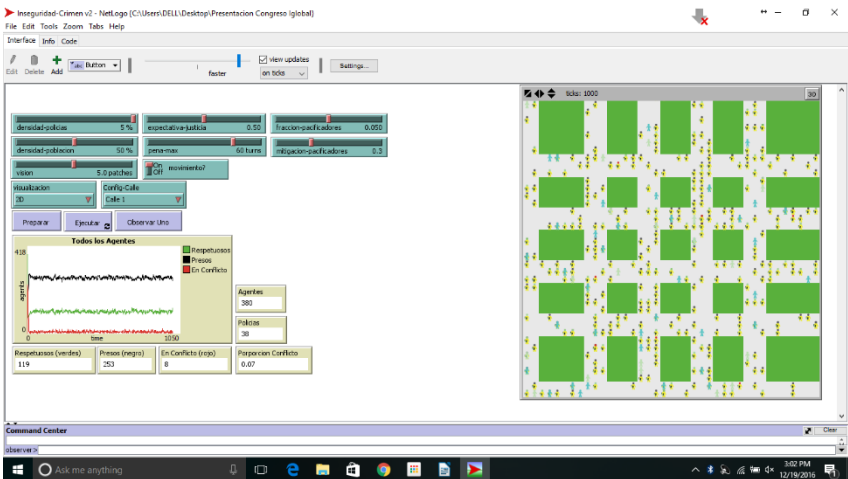 Inseguridad-Crimen v2 - NetLogo {C:\Users\DELL\Desktop\Presentacion Congreso Iglobal}
File Edit Tools Zoom Tabs Help
Interface Info Code
Edit Delete Add
abc Button
faster
view updates
on ticks
Settings...
ticks: 1000
3D
densidad-policias 5 %
expectativa-justicia 0.50
fraccion-pacificadores 0.050
densidad-poblacion 50 %
pena-max 60 turns
mitigacion-pacificadores 0.3
vision 5.0 patches
On
Off
movimiento?
visualizacion
2D
Config-Calle
Calle 1
Preparar
Ejecutar
Observar Uno
Todos los Agentes
418
agents
0
0
time
1050
Respetuosos
Presos
En Conflicto
Agentes
380
Policias
38
Respetuosos (verdes)
119
Presos (negro)
253
En Conflicto (rojo)
8
Porporcion Conflicto
0.07
Command Center
Clear
observer>
Ask me anything
3:02 PM
12/19/2016